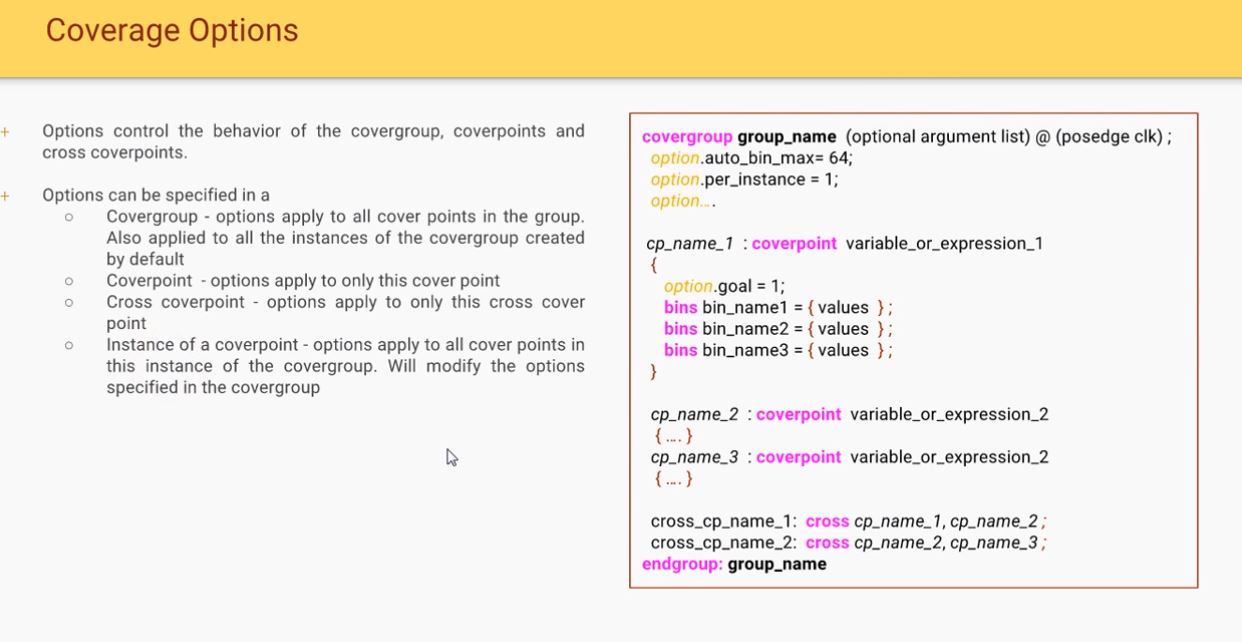 Coverage Options
+ Options control the behavior of the covergroup, coverpoints and
cross coverpoints.
+ Options can be specified in a
○ Covergroup - options apply to all cover points in the group.
Also applied to all the instances of the covergroup created
by default
○ Coverpoint - options apply to only this cover point
○ Cross coverpoint - options apply to only this cross cover
point
○ Instance of a coverpoint - options apply to all cover points in
this instance of the covergroup. Will modify the options
specified in the covergroup
covergroup group_name (optional argument list) @ (posedge clk) ;
option.auto_bin_max= 64;
option.per_instance = 1;
option....
cp_name_1 : coverpoint variable_or_expression_1
{
option.goal = 1;
bins bin_name1 = { values } ;
bins bin_name2 = { values } ;
bins bin_name3 = { values } ;
}
cp_name_2 : coverpoint variable_or_expression_2
{ .... }
cp_name_3 : coverpoint variable_or_expression_2
{ .... }
cross_cp_name_1: cross cp_name_1, cp_name_2 ;
cross_cp_name_2: cross cp_name_2, cp_name_3 ;
endgroup: group_name